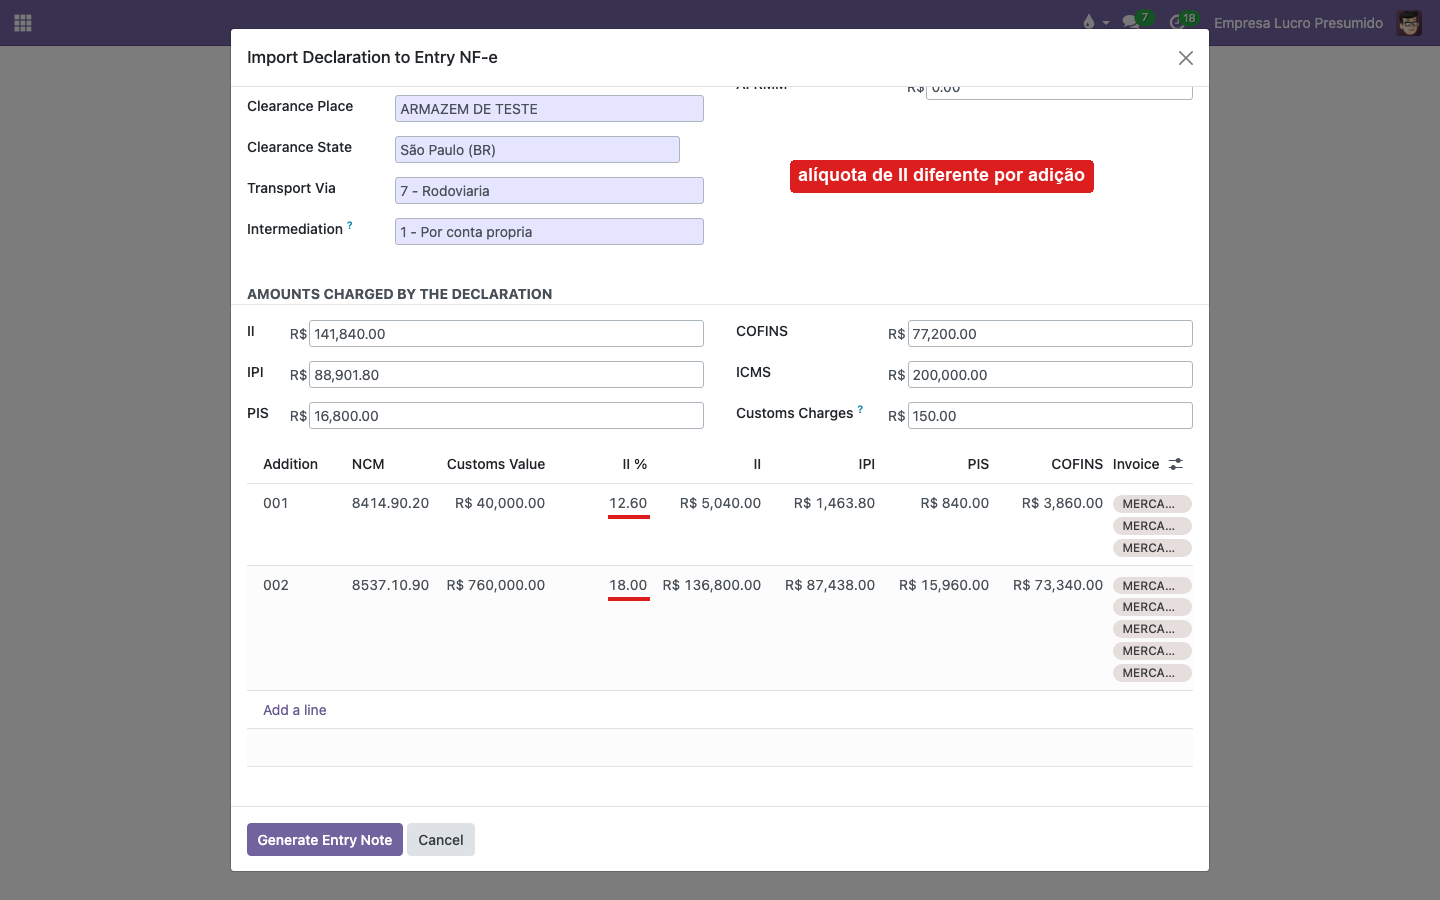 7
18
Empresa Lucro Presumido
Import Declaration to Entry NF-e
Clearance Place
ARMAZEM DE TESTE
R$ 0.00
Clearance State
São Paulo (BR)
alíquota de II diferente por adição
Transport Via
7 - Rodoviaria
Intermediation ?
1 - Por conta propria
AMOUNTS CHARGED BY THE DECLARATION
II R$ 141,840.00
COFINS R$ 77,200.00
IPI R$ 88,901.80
ICMS R$ 200,000.00
PIS R$ 16,800.00
Customs Charges ? R$ 150.00
Addition NCM Customs Value II % II IPI PIS COFINS Invoice
001 8414.90.20 R$ 40,000.00 12.60 R$ 5,040.00 R$ 1,463.80 R$ 840.00 R$ 3,860.00 MERCA...
MERCA...
MERCA...
002 8537.10.90 R$ 760,000.00 18.00 R$ 136,800.00 R$ 87,438.00 R$ 15,960.00 R$ 73,340.00 MERCA...
MERCA...
MERCA...
MERCA...
MERCA...
Add a line
Generate Entry Note Cancel